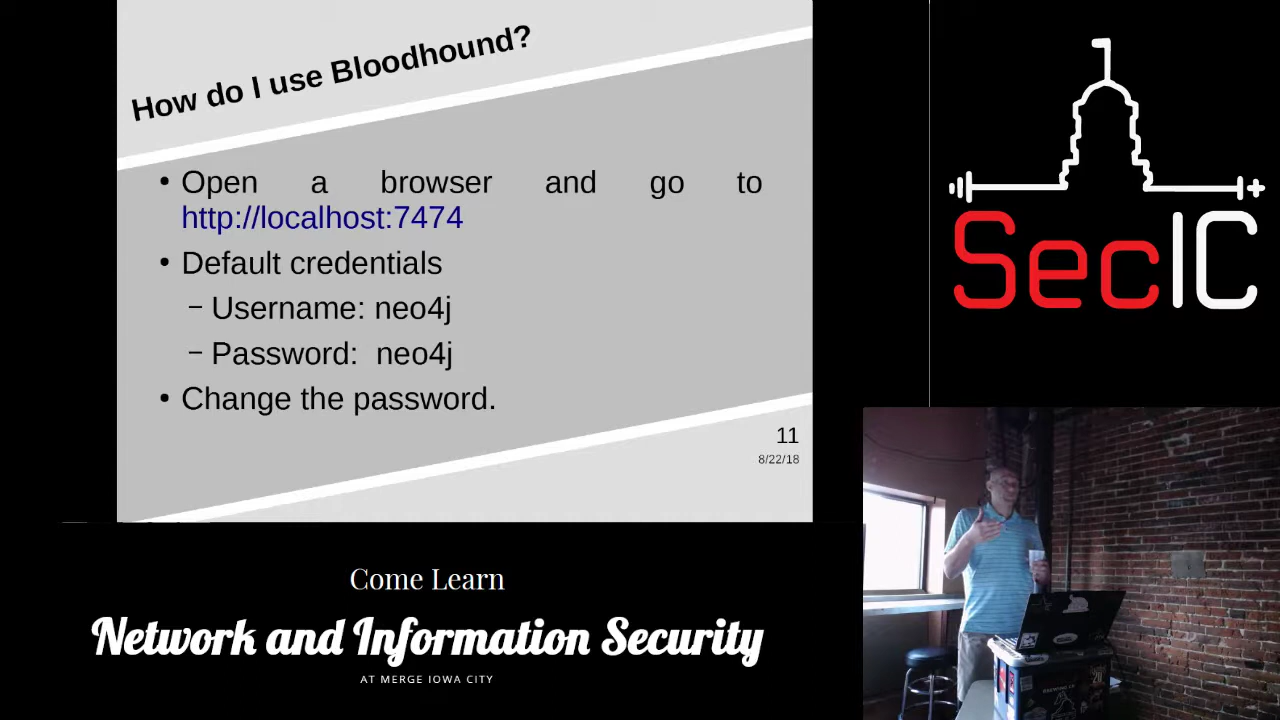 How do I use Bloodhound?
• Open a browser and go to
http://localhost:7474
• Default credentials
– Username: neo4j
– Password: neo4j
• Change the password.
11
8/22/18
SecIC
Come Learn
Network and Information Security
AT MERGE IOWA CITY